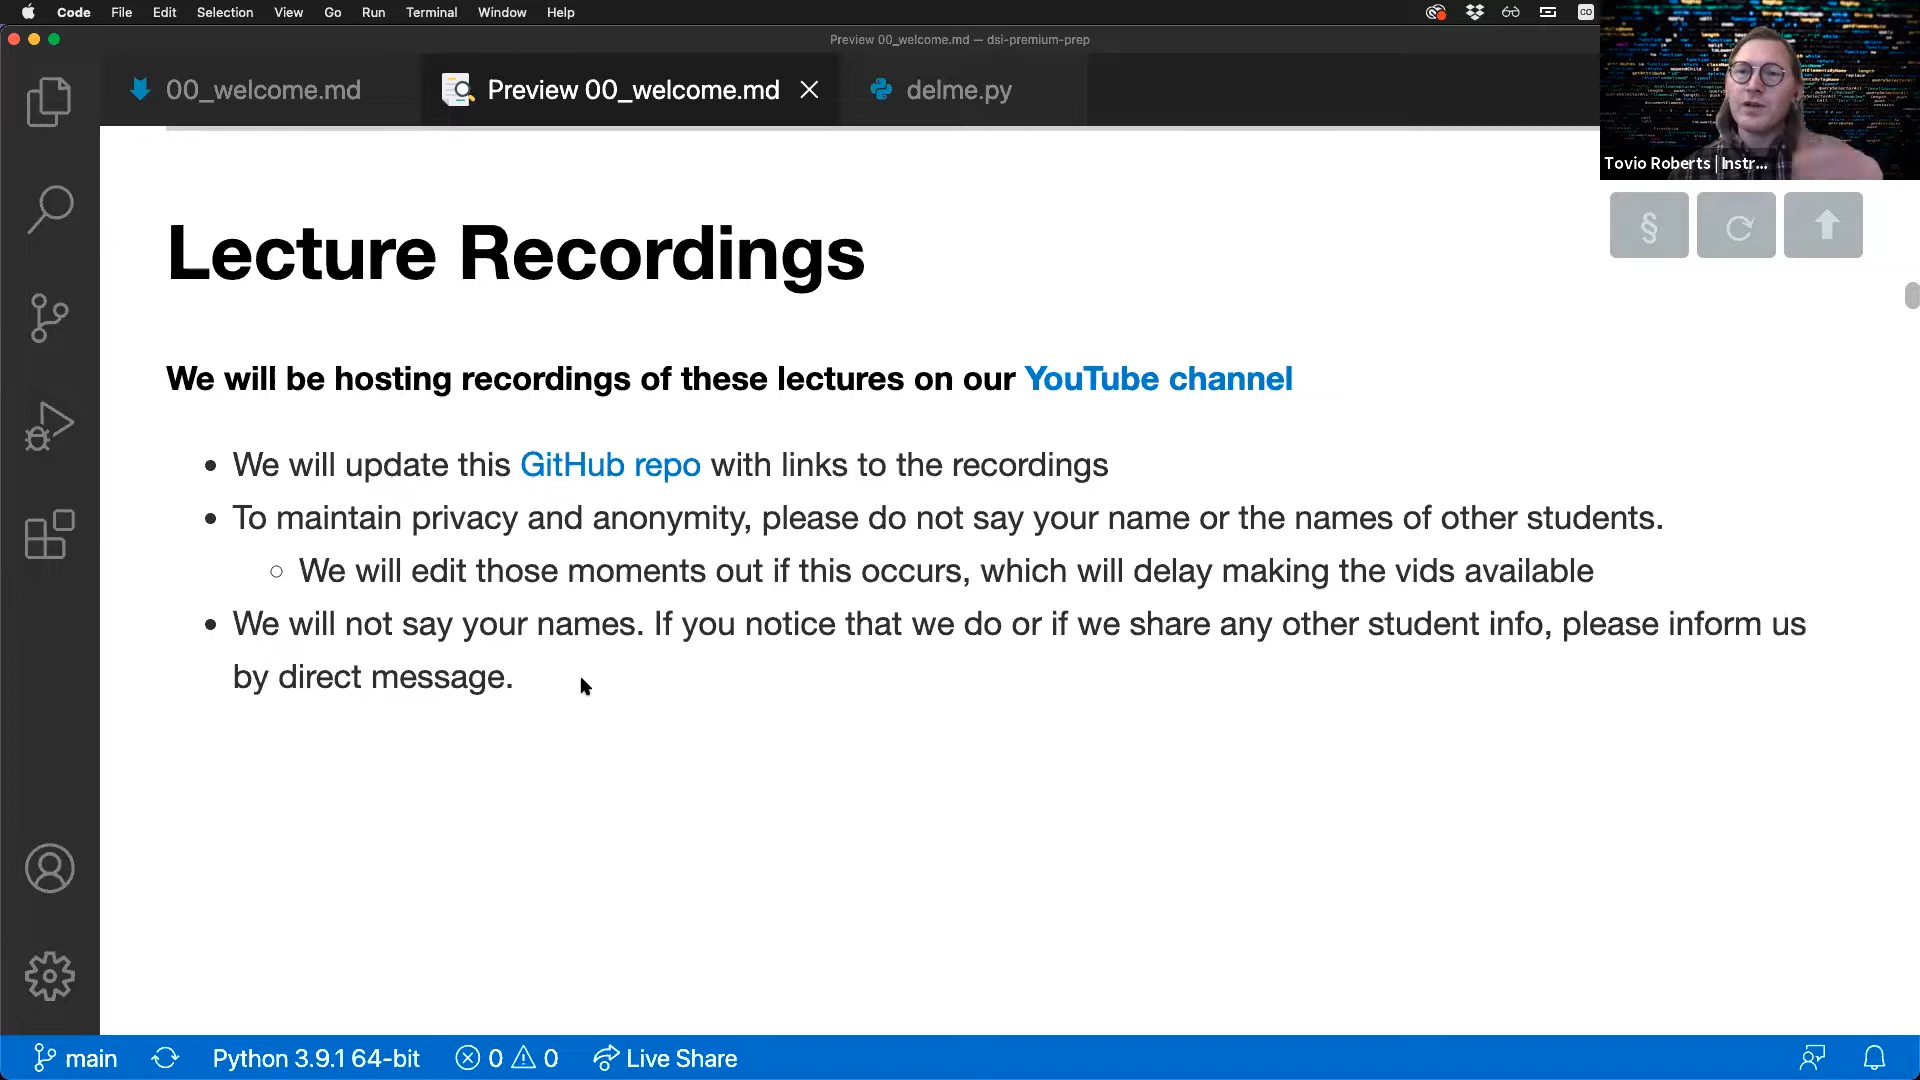 Code File Edit Selection View Go Run Terminal Window Help
Preview 00_welcome.md — dsi-premium-prep
00_welcome.md Preview 00_welcome.md delme.py
Tovio Roberts | Instr...
§
Lecture Recordings
We will be hosting recordings of these lectures on our YouTube channel
• We will update this GitHub repo with links to the recordings
• To maintain privacy and anonymity, please do not say your name or the names of other students.
○ We will edit those moments out if this occurs, which will delay making the vids available
• We will not say your names. If you notice that we do or if we share any other student info, please inform us
by direct message.
main Python 3.9.1 64-bit 0 0 Live Share